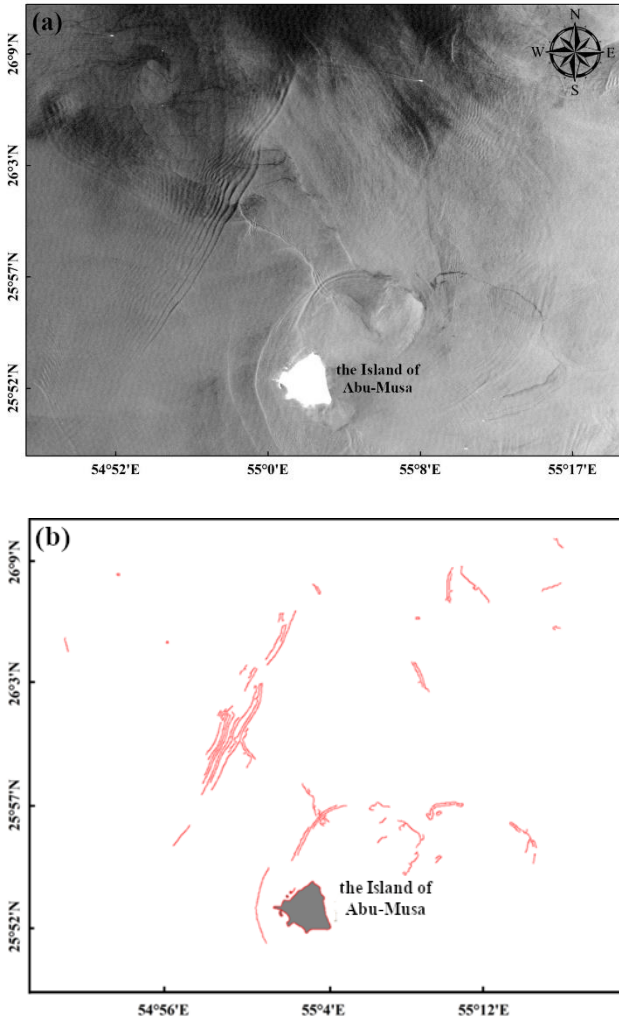 (a)
N
W E
S
26°9'N
26°3'N
25°57'N
25°52'N
the Island of
Abu-Musa
54°52'E 55°0'E 55°8'E 55°17'E
(b)
26°9'N
26°3'N
25°57'N
25°52'N
the Island of
Abu-Musa
54°56'E 55°4'E 55°12'E